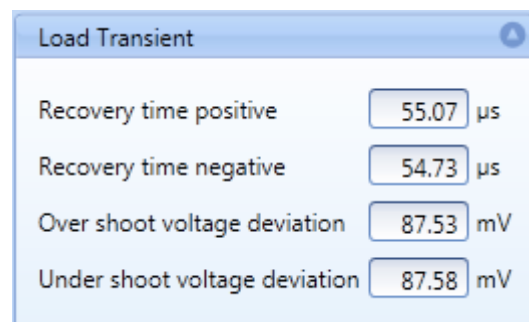 Load Transient
Recovery time positive 55.07 µs
Recovery time negative 54.73 µs
Over shoot voltage deviation 87.53 mV
Under shoot voltage deviation 87.58 mV